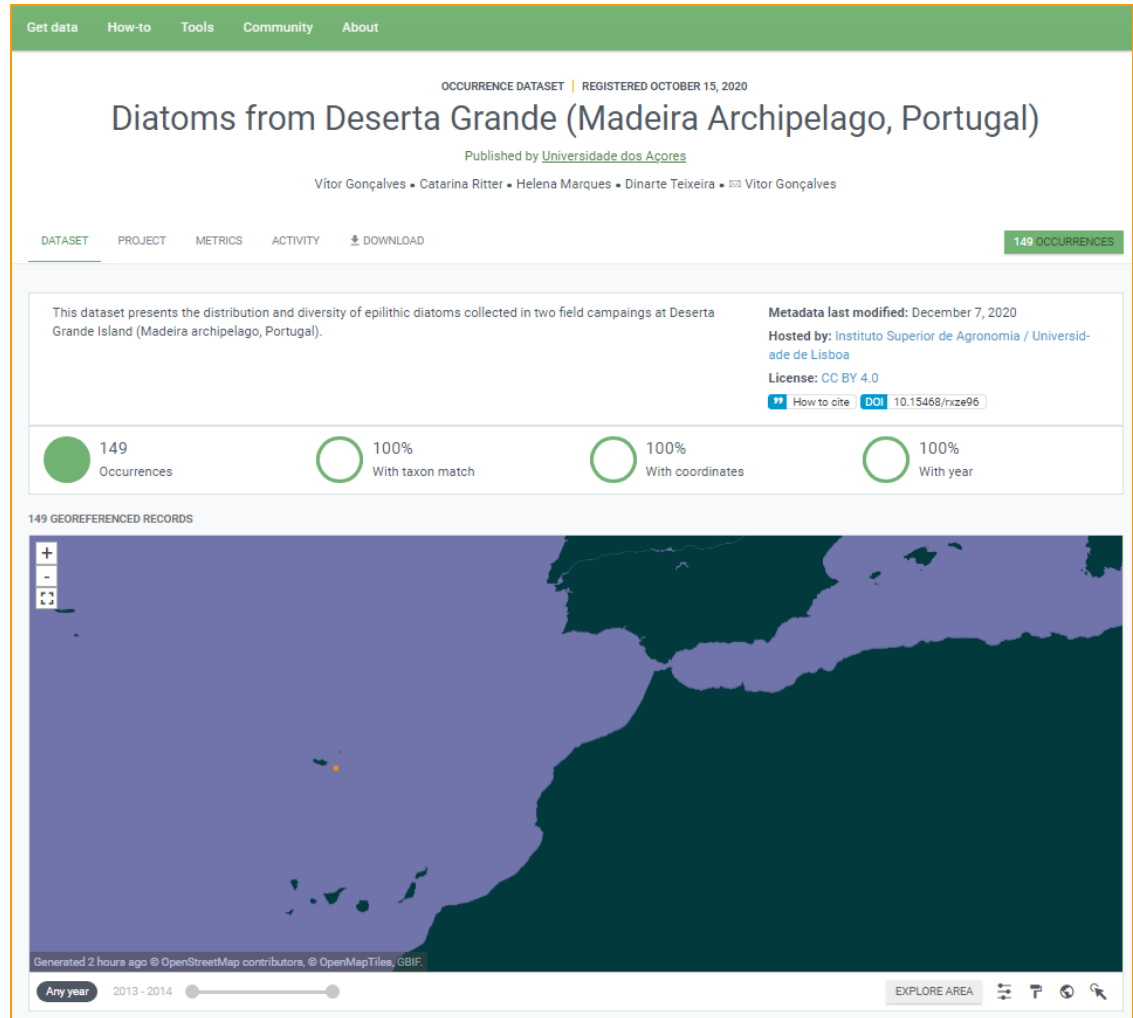 Get data How-to Tools Community About
OCCURRENCE DATASET | REGISTERED OCTOBER 15, 2020
Diatoms from Deserta Grande (Madeira Archipelago, Portugal)
Published by Universidade dos Açores
Vítor Gonçalves • Catarina Ritter • Helena Marques • Dinarte Teixeira • Vitor Gonçalves
DATASET PROJECT METRICS ACTIVITY DOWNLOAD 149 OCCURRENCES
This dataset presents the distribution and diversity of epilithic diatoms collected in two field campaings at Deserta
Grande Island (Madeira archipelago, Portugal).
Metadata last modified: December 7, 2020
Hosted by: Instituto Superior de Agronomia / Universid-
ade de Lisboa
License: CC BY 4.0
How to cite DOI 10.15468/rxze96
149 100% 100% 100%
Occurrences With taxon match With coordinates With year
149 GEOREFERENCED RECORDS
+
-
Generated 2 hours ago © OpenStreetMap contributors, © OpenMapTiles, GBIF.
Any year 2013 - 2014 EXPLORE AREA